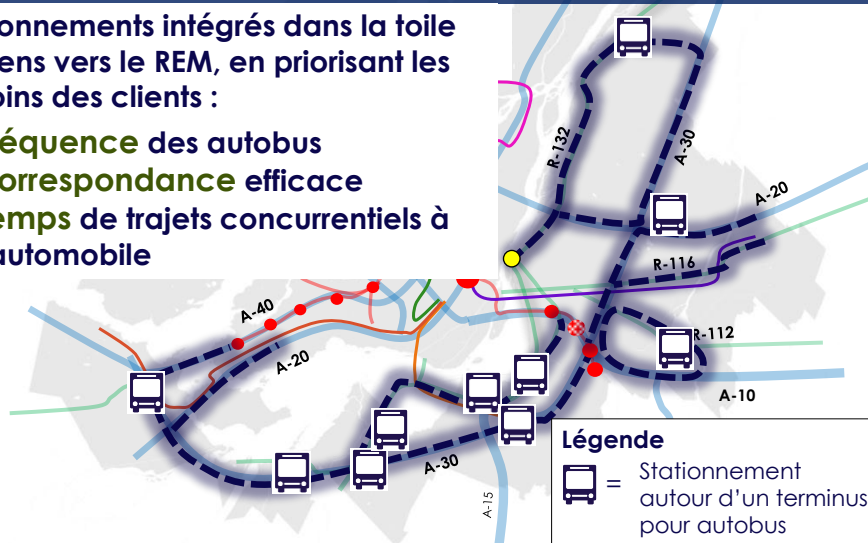 onnements intégrés dans la toile
ens vers le REM, en priorisant les
oins des clients :
équence des autobus
orrespondance efficace
emps de trajets concurrentiels à
automobile
R-132
A-30
A-20
R-116
A-40
R-112
A-20
A-10
A-30
A-15
Légende
= Stationnement
autour d'un terminus
pour autobus